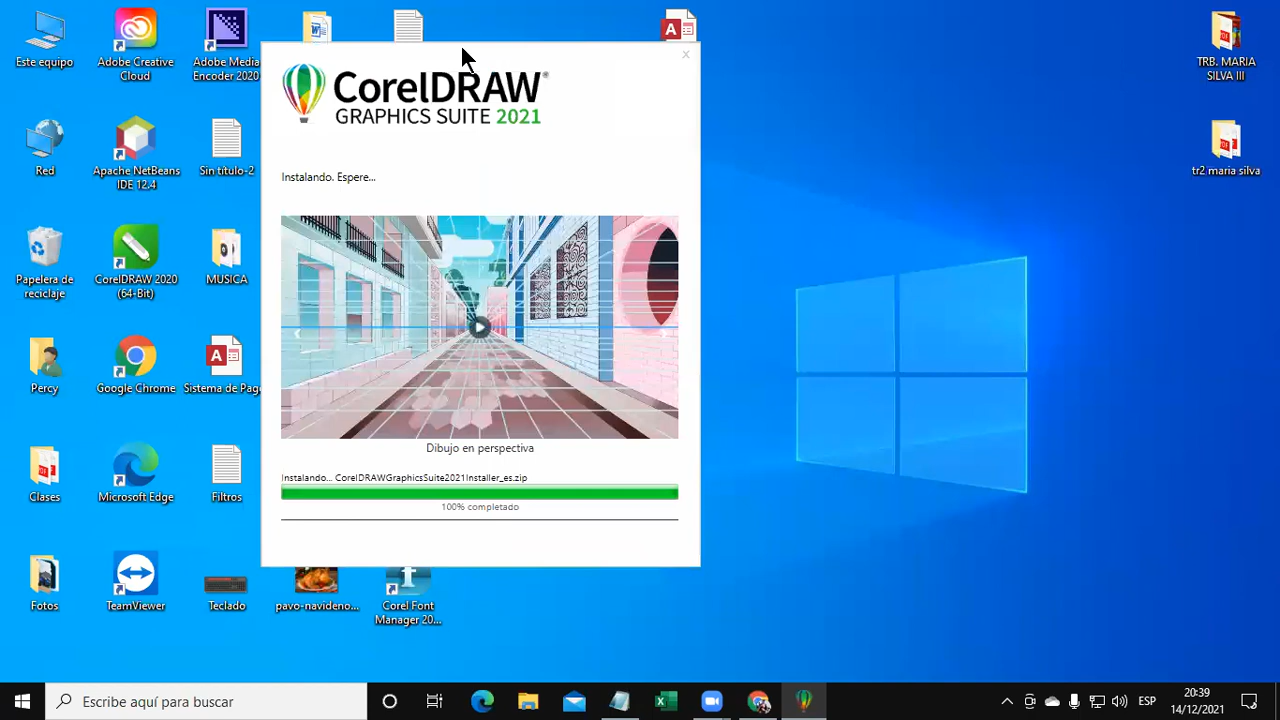 Este equipo
Adobe Creative
Cloud
Adobe Media
Encoder 2020
TRB. MARIA
SILVA III
CorelDRAW®
GRAPHICS SUITE 2021
Instalando. Espere...
Red
Apache NetBeans
IDE 12.4
Sin titulo-2
tr2 maria silva
Papelera de
reciclaje
CorelDRAW 2020
(64-Bit)
MUSICA
Percy
Google Chrome
Sistema de Pag
Dibujo en perspectiva
Instalando... CorelDRAWGraphicsSuite2021Installer_es.zip
100% completado
Clases
Microsoft Edge
Filtros
Fotos
TeamViewer
Teclado
pavo-navideno...
Corel Font
Manager 20...
Escribe aquí para buscar
ESP
20:39
14/12/2021